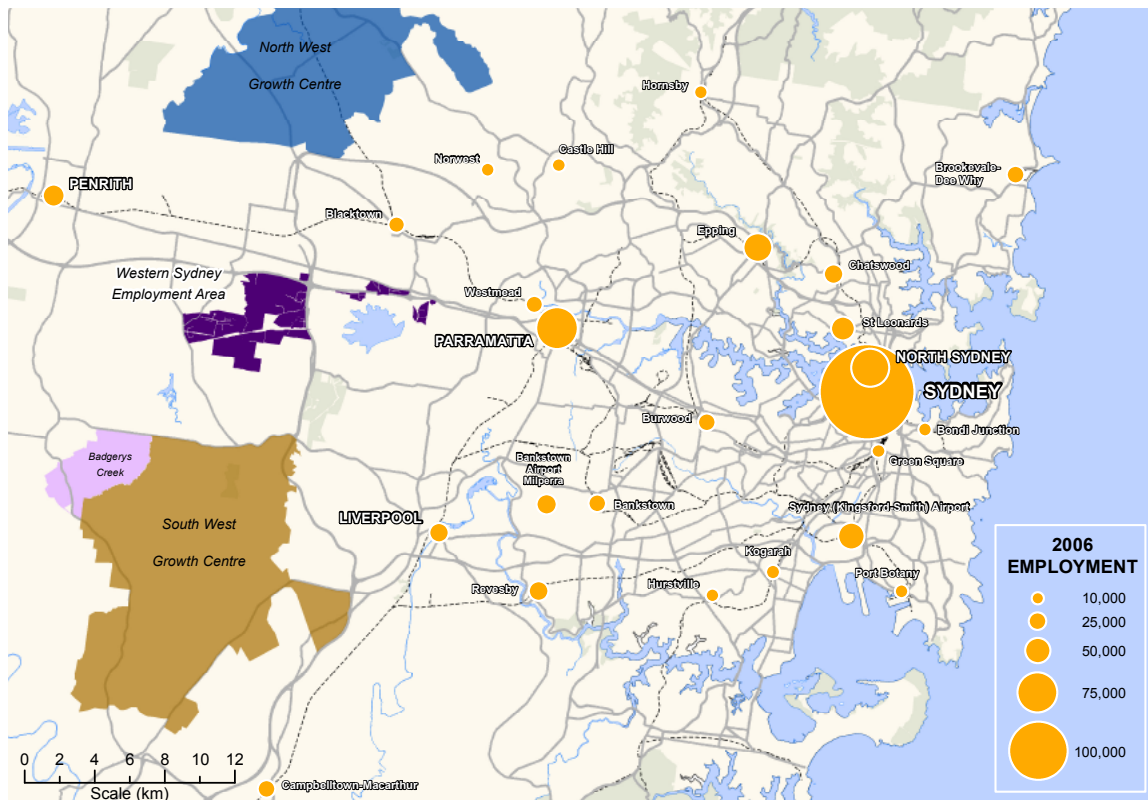 North West
Growth Centre
Hornsby
Castle Hill
Norwest
Brookevale-
Dee Why
PENRITH
Blacktown
Epping
Chatswood
Western Sydney
Employment Area
Westmead
St Leonards
PARRAMATTA
NORTH SYDNEY
SYDNEY
Burwood
Bondi Junction
Green Square
Badgerys
Creek
Bankstown
Airport
Milperra
Bankstown
Sydney (Kingsford-Smith) Airport
LIVERPOOL
South West
Growth Centre
Kogarah
Port Botany
Revesby
Hurstville
2006
EMPLOYMENT
10,000
25,000
50,000
75,000
100,000
0 2 4 6 8 10 12
Scale (km)
Campbelltown-Macarthur